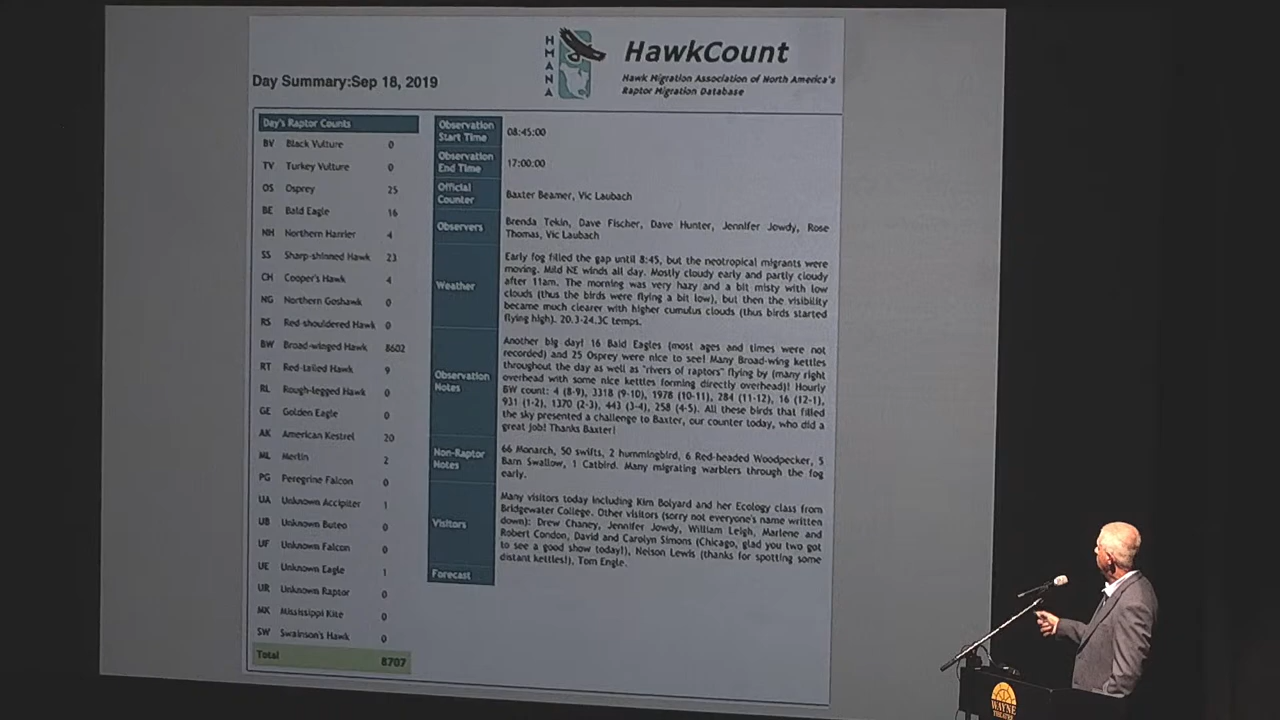 HMANA
HawkCount
Hawk Migration Association of North America's
Raptor Migration Database
Day Summary:Sep 18, 2019
Day's Raptor Counts
BV Black Vulture 0
TV Turkey Vulture 0
OS Osprey 25
BE Bald Eagle 16
NH Northern Harrier 4
SS Sharp-shinned Hawk 23
CH Cooper's Hawk 4
NG Northern Goshawk 0
RS Red-shouldered Hawk 0
BW Broad-winged Hawk 8602
RT Red-tailed Hawk 9
RL Rough-legged Hawk 0
GE Golden Eagle 0
AK American Kestrel 20
ML Merlin 2
PG Peregrine Falcon 0
UA Unknown Accipiter 1
UB Unknown Buteo 0
UF Unknown Falcon 0
UE Unknown Eagle 1
UR Unknown Raptor 0
MK Mississippi Kite 0
SW Swainson's Hawk 0
Total 8707
Observation
Start Time
08:45:00
Observation
End Time
17:00:00
Official
Counter
Baxter Beamer, Vic Laubach
Observers
Brenda Tekin, Dave Fischer, Dave Hunter, Jennifer Jowdy, Rose
Thomas, Vic Laubach
Weather
Early fog filled the gap until 8:45, but the neotropical migrants were
moving. Mild NE winds all day. Mostly cloudy early and partly cloudy
after 11am. The morning was very hazy and a bit misty with low
clouds (thus the birds were flying a bit low), but then the visibility
became much clearer with higher cumulus clouds (thus birds started
flying high). 20.3-24.3C temps.
Observation
Notes
Another big day! 16 Bald Eagles (most ages and times were not
recorded) and 25 Osprey were nice to see! Many Broad-wing kettles
throughout the day as well as "rivers of raptors" flying by (many right
overhead with some nice kettles forming directly overhead)! Hourly
BW count: 4 (8-9), 3318 (9-10), 1978 (10-11), 284 (11-12), 16 (12-1),
931 (1-2), 1370 (2-3), 443 (3-4), 258 (4-5). All these birds that filled
the sky presented a challenge to Baxter, our counter today, who did a
great job! Thanks Baxter!
Non-Raptor
Notes
66 Monarch, 50 swifts, 2 hummingbird, 6 Red-headed Woodpecker, 5
Barn Swallow, 1 Catbird. Many migrating warblers through the fog
early.
Visitors
Many visitors today including Kim Bolyard and her Ecology class from
Bridgewater College. Other visitors (sorry not everyone's name written
down): Drew Chaney, Jennifer Jowdy, William Leigh, Marlene and
Robert Condon, David and Carolyn Simons (Chicago, glad you two got
to see a good show today!), Nelson Lewis (thanks for spotting some
distant kettles!), Tom Engle.
Forecast
WAYNE
THEATRE